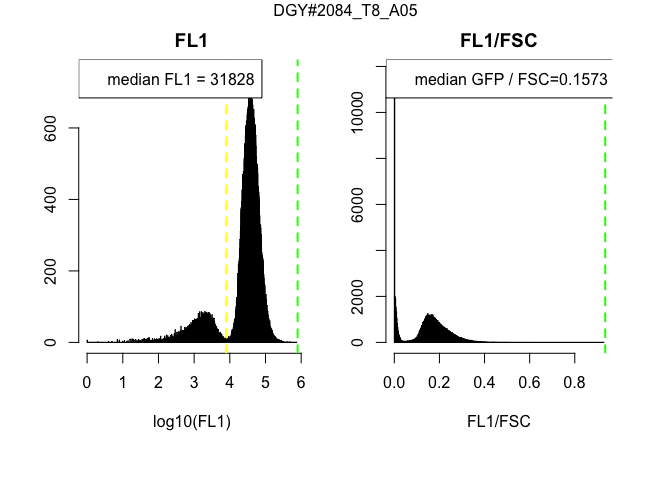 DGY#2084_T8_A05
FL1
median FL1 = 31828
0 200 400 600
0 1 2 3 4 5 6
log10(FL1)
FL1/FSC
median GFP / FSC=0.1573
0 2000 6000 10000
0.0 0.2 0.4 0.6 0.8
FL1/FSC